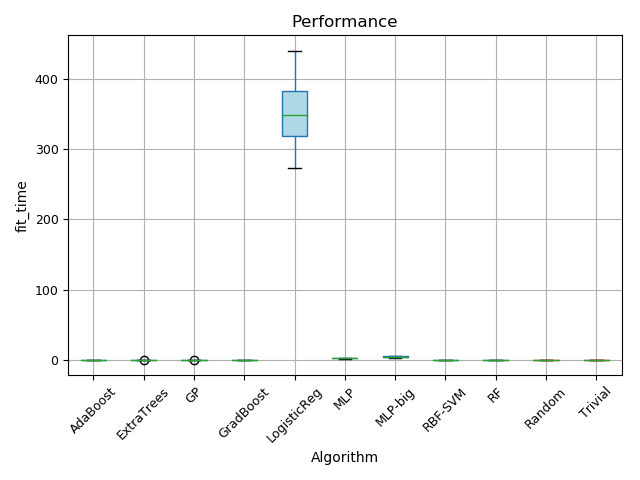 Performance
fit_time
400
300
200
100
0
AdaBoost
ExtraTrees
GP
GradBoost
LogisticReg
MLP
MLP-big
RBF-SVM
RF
Random
Trivial
Algorithm